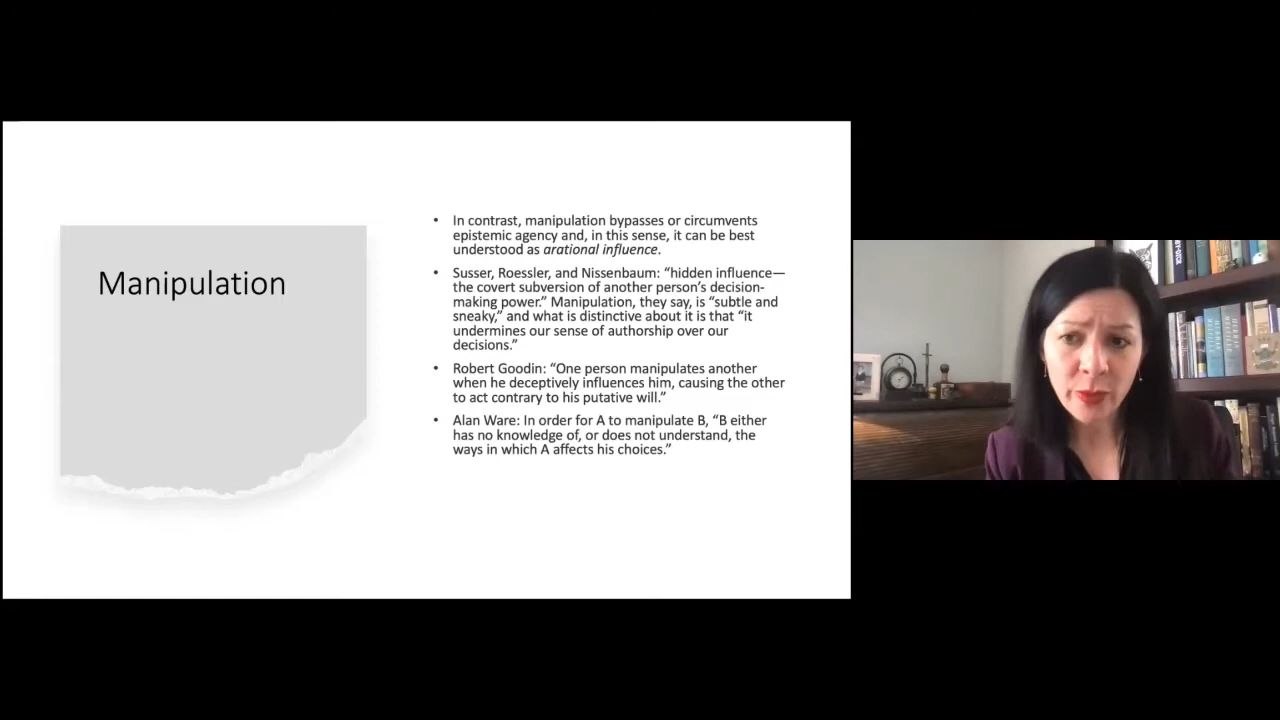 Manipulation
• In contrast, manipulation bypasses or circumvents
epistemic agency and, in this sense, it can be best
understood as arational influence.
• Susser, Roessler, and Nissenbaum: “hidden influence—
the covert subversion of another person’s decision-
making power.” Manipulation, they say, is “subtle and
sneaky,” and what is distinctive about it is that “it
undermines our sense of authorship over our
decisions.”
• Robert Goodin: “One person manipulates another
when he deceptively influences him, causing the other
to act contrary to his putative will.”
• Alan Ware: In order for A to manipulate B, “B either
has no knowledge of, or does not understand, the
ways in which A affects his choices.”